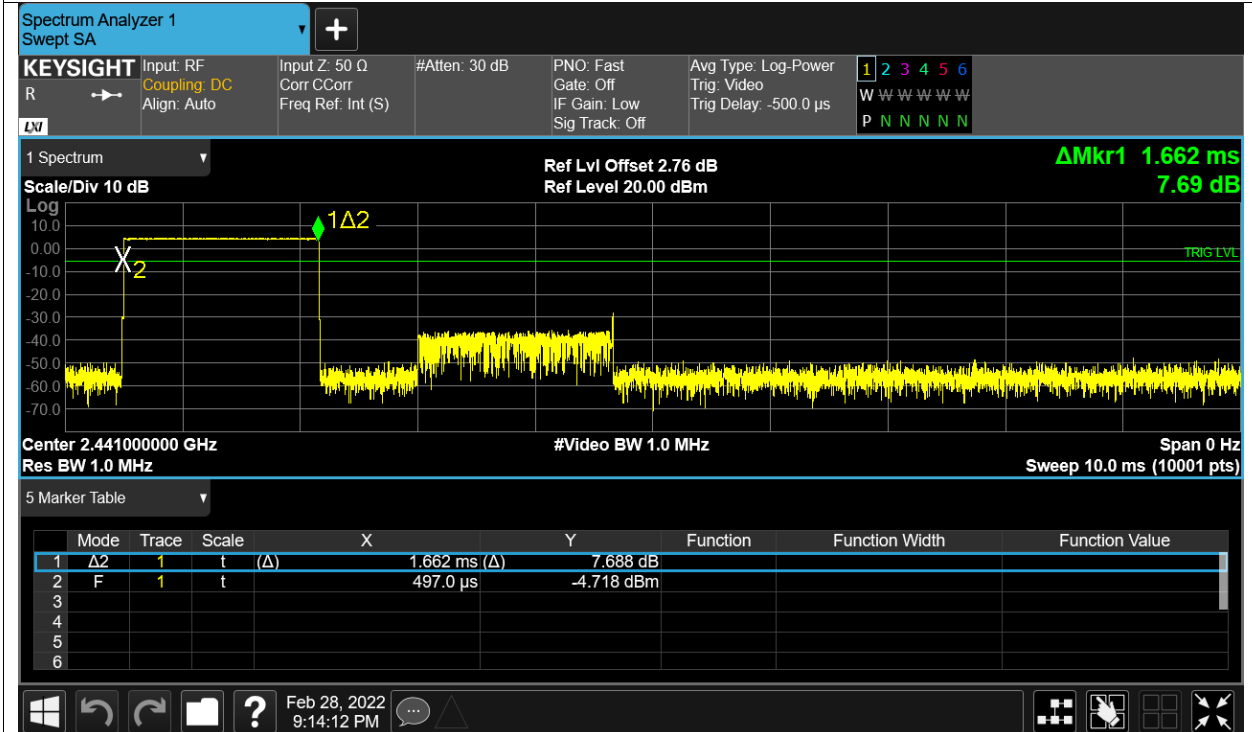 Spectrum Analyzer 1
Swept SA
+
KEYSIGHT Input: RF Input Z: 50 Ω #Atten: 30 dB PNO: Fast Avg Type: Log-Power 1 2 3 4 5 6
R Coupling: DC Corr CCorr Gate: Off Trig: Video W W W W W W
Align: Auto Freq Ref: Int (S) IF Gain: Low Trig Delay: -500.0 µs
LXI Sig Track: Off P N N N N N
1 Spectrum
Ref Lvl Offset 2.76 dB ΔMkr1 1.662 ms
Scale/Div 10 dB Ref Level 20.00 dBm 7.69 dB
Log
10.0 1Δ2
0.00 TRIG LVL
-10.0 X2
-20.0
-30.0
-40.0
-50.0
-60.0
-70.0
Center 2.441000000 GHz #Video BW 1.0 MHz Span 0 Hz
Res BW 1.0 MHz Sweep 10.0 ms (10001 pts)
5 Marker Table
Mode Trace Scale X Y Function Function Width Function Value
1 Δ2 1 t (Δ) 1.662 ms (Δ) 7.688 dB
2 F 1 t 497.0 µs -4.718 dBm
3
4
5
6
? Feb 28, 2022
9:14:12 PM